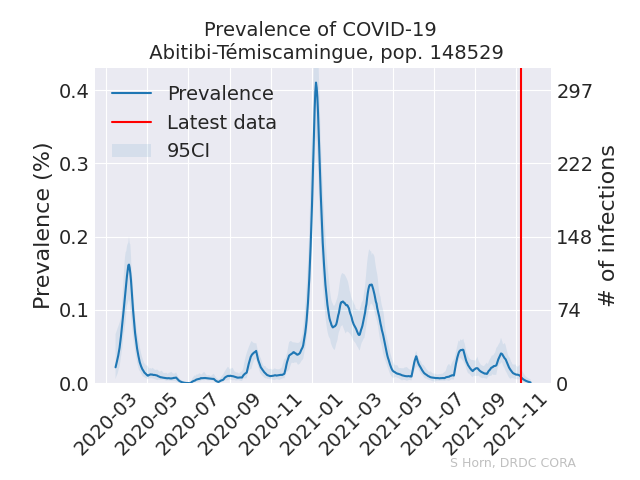 Prevalence of COVID-19
Abitibi-Témiscamingue, pop. 148529
Prevalence
Latest data
95CI
Prevalence (%)
0.4
0.3
0.2
0.1
0.0
# of infections
297
222
148
74
0
2020-03
2020-05
2020-07
2020-09
2020-11
2021-01
2021-03
2021-05
2021-07
2021-09
2021-11
S Horn, DRDC CORA